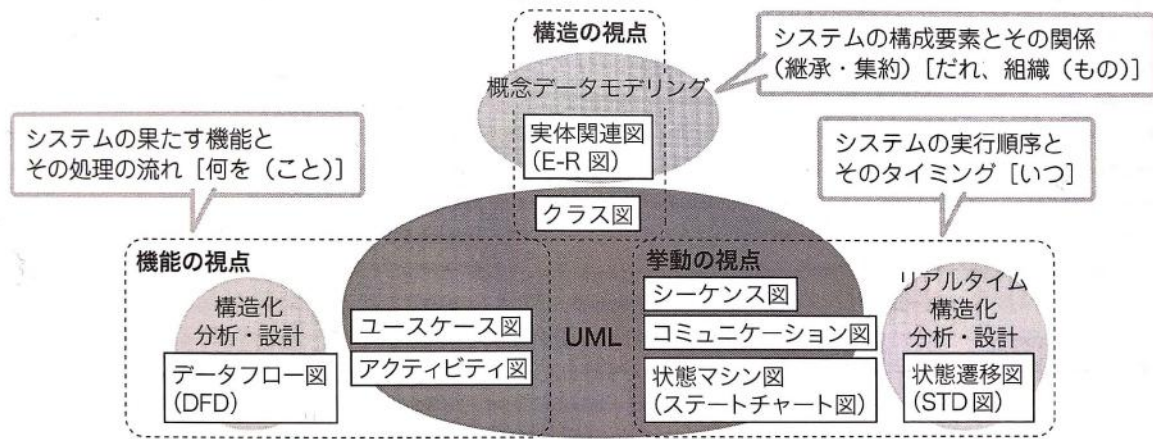 構造の視点
システムの構成要素とその関係
(継承・集約)[だれ、組織(もの)]
概念データモデリング
実体関連図
(E-R 図)
システムの果たす機能と
その処理の流れ[何を(こと)]
システムの実行順序と
そのタイミング[いつ]
クラス図
機能の視点
構造化
分析・設計
データフロー図
(DFD)
ユースケース図
アクティビティ図
UML
挙動の視点
シーケンス図
コミュニケーション図
状態マシン図
(ステートチャート図)
リアルタイム
構造化
分析・設計
状態遷移図
(STD 図)